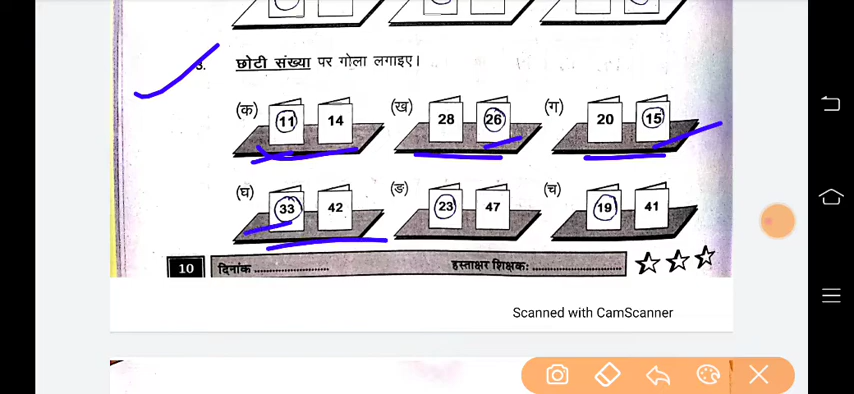 3. छोटी संख्या पर गोला लगाइए।
(क) 11 14 (ख) 28 26 (ग) 20 15
(घ) 33 42 (ङ) 23 47 (च) 19 41
10 दिनांक ........................ हस्ताक्षर शिक्षक: .............................
Scanned with CamScanner